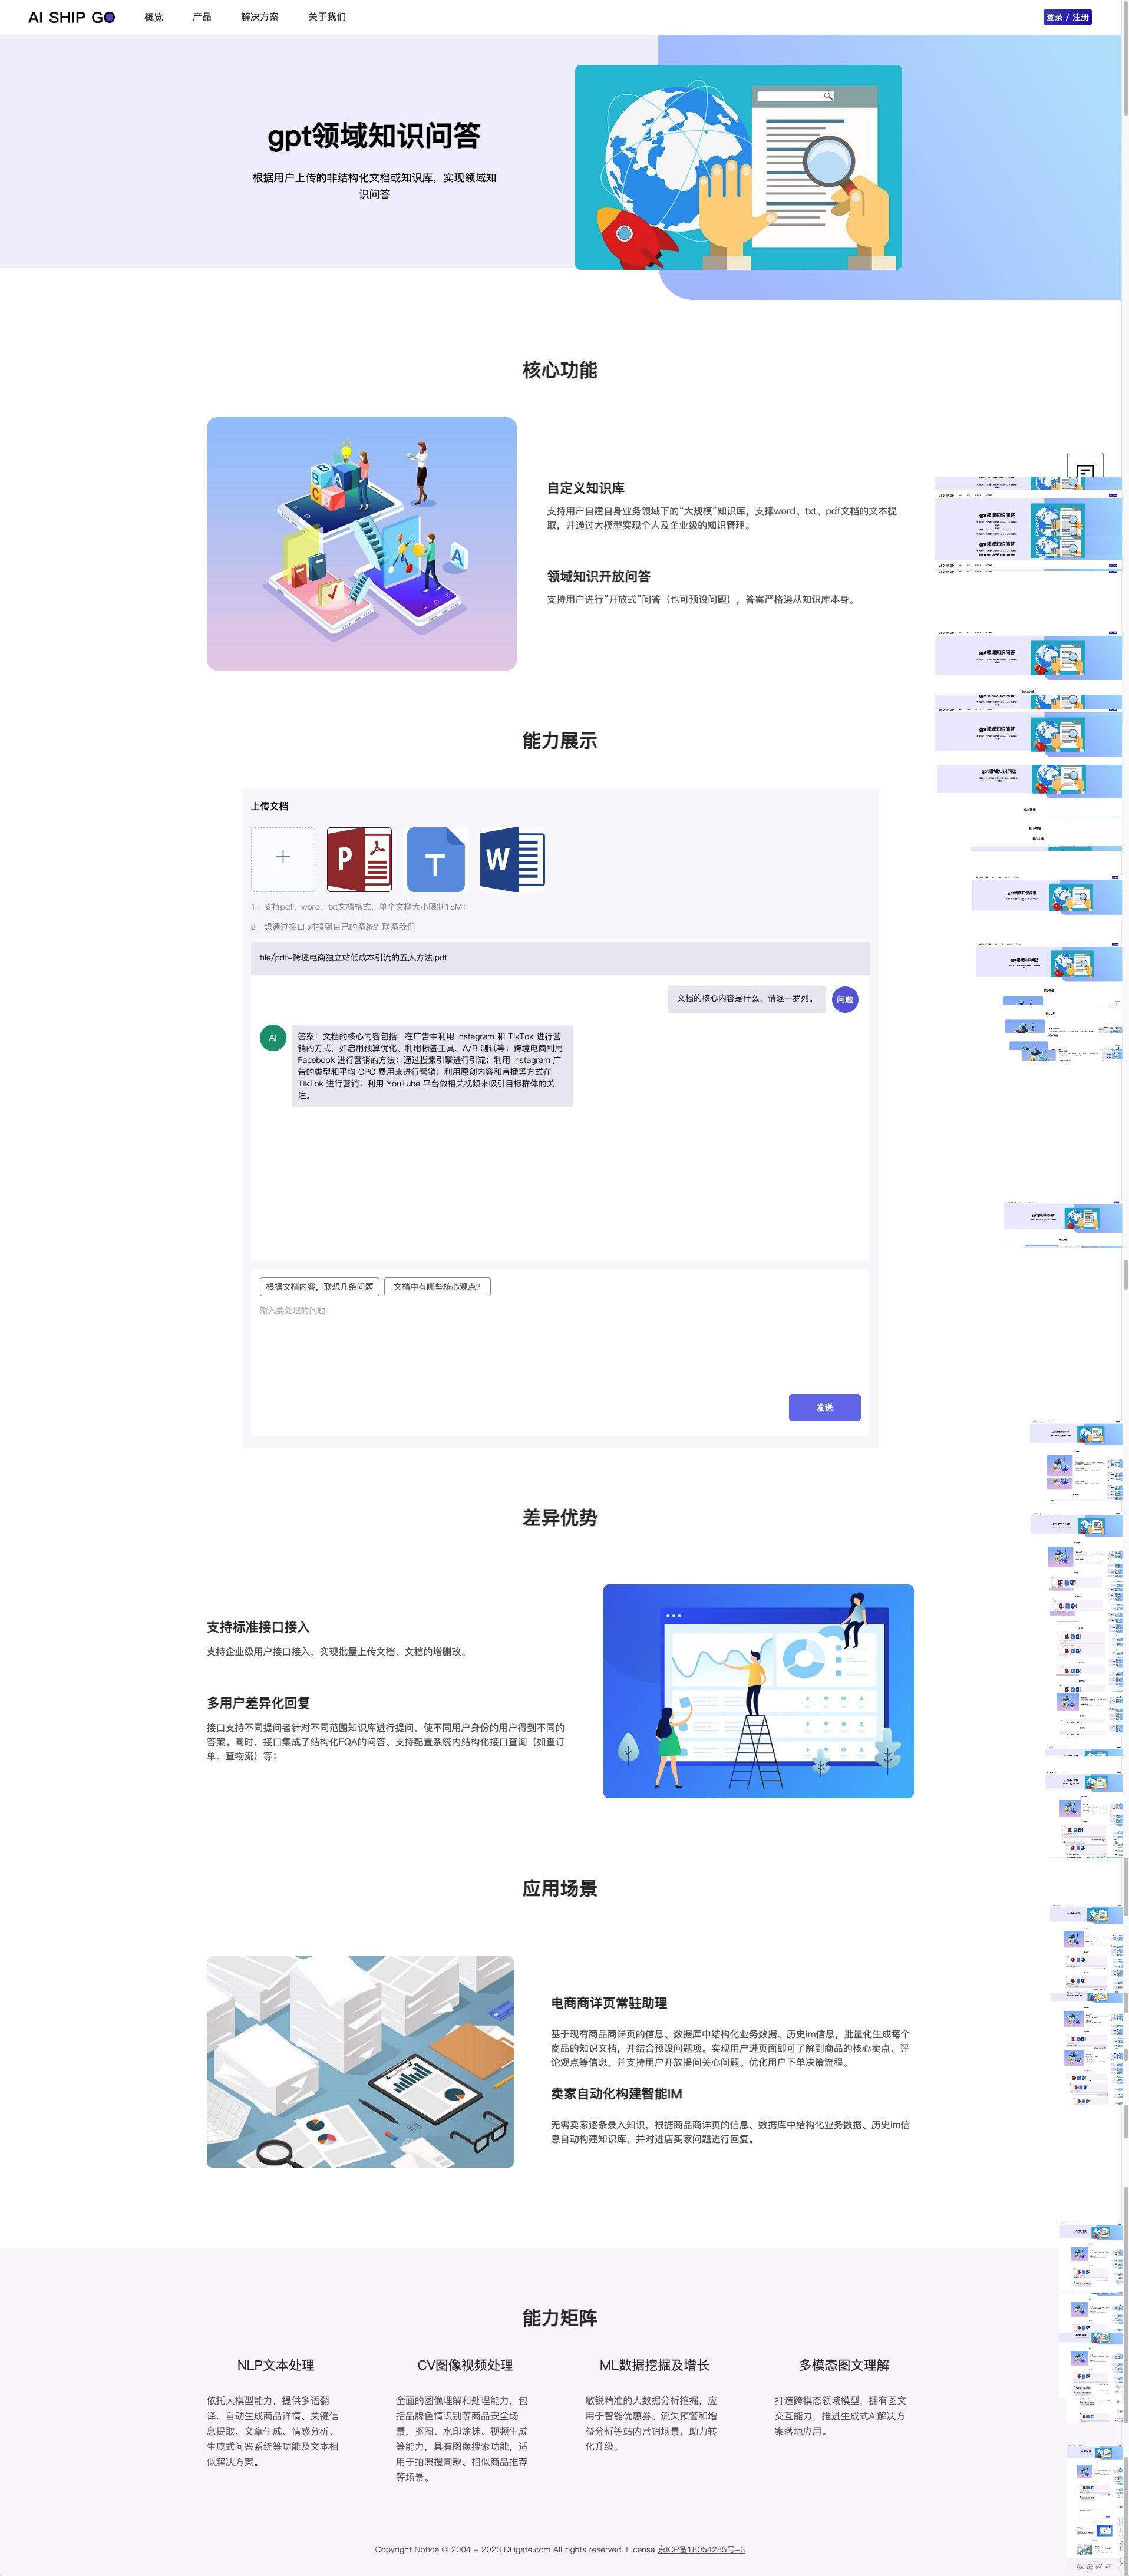 AI SHIP GO
概览
产品
解决方案
关于我们
登录 / 注册
gpt领域知识问答
根据用户上传的非结构化文档或知识库，实现领域知
识问答
核心功能
自定义知识库
支持用户自建自身业务领域下的“大规模”知识库，支撑word、txt、pdf文档的文本提
取，并通过大模型实现个人及企业级的知识管理。
领域知识开放问答
支持用户进行“开放式”问答（也可预设问题），答案严格遵从知识库本身。
能力展示
上传文档
1、支持pdf、word、txt文档格式，单个文档大小限制15M；
2、想通过接口 对接到自己的系统？联系我们
file/pdf-跨境电商独立站低成本引流的五大方法.pdf
文档的核心内容是什么，请逐一罗列。
问题
AI
答案：文档的核心内容包括：在广告中利用 Instagram 和 TikTok 进行营
销的方式，如启用预算优化、利用标签工具、A/B 测试等；跨境电商利用
Facebook 进行营销的方法；通过搜索引擎进行引流；利用 Instagram 广
告的类型和平均 CPC 费用来进行营销；利用原创内容和直播等方式在
TikTok 进行营销；利用 YouTube 平台做相关视频来吸引目标群体的关
注。
根据文档内容，联想几条问题
文档中有哪些核心观点？
输入要处理的问题：
发送
差异优势
支持标准接口接入
支持企业级用户接口接入，实现批量上传文档、文档的增删改。
多用户差异化回复
接口支持不同提问者针对不同范围知识库进行提问，使不同用户身份的用户得到不同的
答案。同时，接口集成了结构化FQA的问答、支持配置系统内结构化接口查询（如查订
单、查物流）等；
应用场景
电商商详页常驻助理
基于现有商品商详页的信息、数据库中结构化业务数据、历史im信息，批量化生成每个
商品的知识文档，并结合预设问题项。实现用户进页面即可了解到商品的核心卖点、评
论观点等信息，并支持用户开放提问关心问题。优化用户下单决策流程。
卖家自动化构建智能IM
无需卖家逐条录入知识，根据商品商详页的信息、数据库中结构化业务数据、历史im信
息自动构建知识库，并对进店买家问题进行回复。
能力矩阵
NLP文本处理
依托大模型能力，提供多语翻
译、自动生成商品详情、关键信
息提取、文章生成、情感分析、
生成式问答系统等功能及文本相
似解决方案。
CV图像视频处理
全面的图像理解和处理能力，包
括品牌色情识别等商品安全场
景，抠图、水印涂抹、视频生成
等能力，具有图像搜索功能，适
用于拍照搜同款、相似商品推荐
等场景。
ML数据挖掘及增长
敏锐精准的大数据分析挖掘，应
用于智能优惠券、流失预警和增
益分析等站内营销场景，助力转
化升级。
多模态图文理解
打造跨模态领域模型，拥有图文
交互能力，推进生成式AI解决方
案落地应用。
Copyright Notice © 2004 - 2023 DHgate.com All rights reserved. License 京ICP备18054285号-3